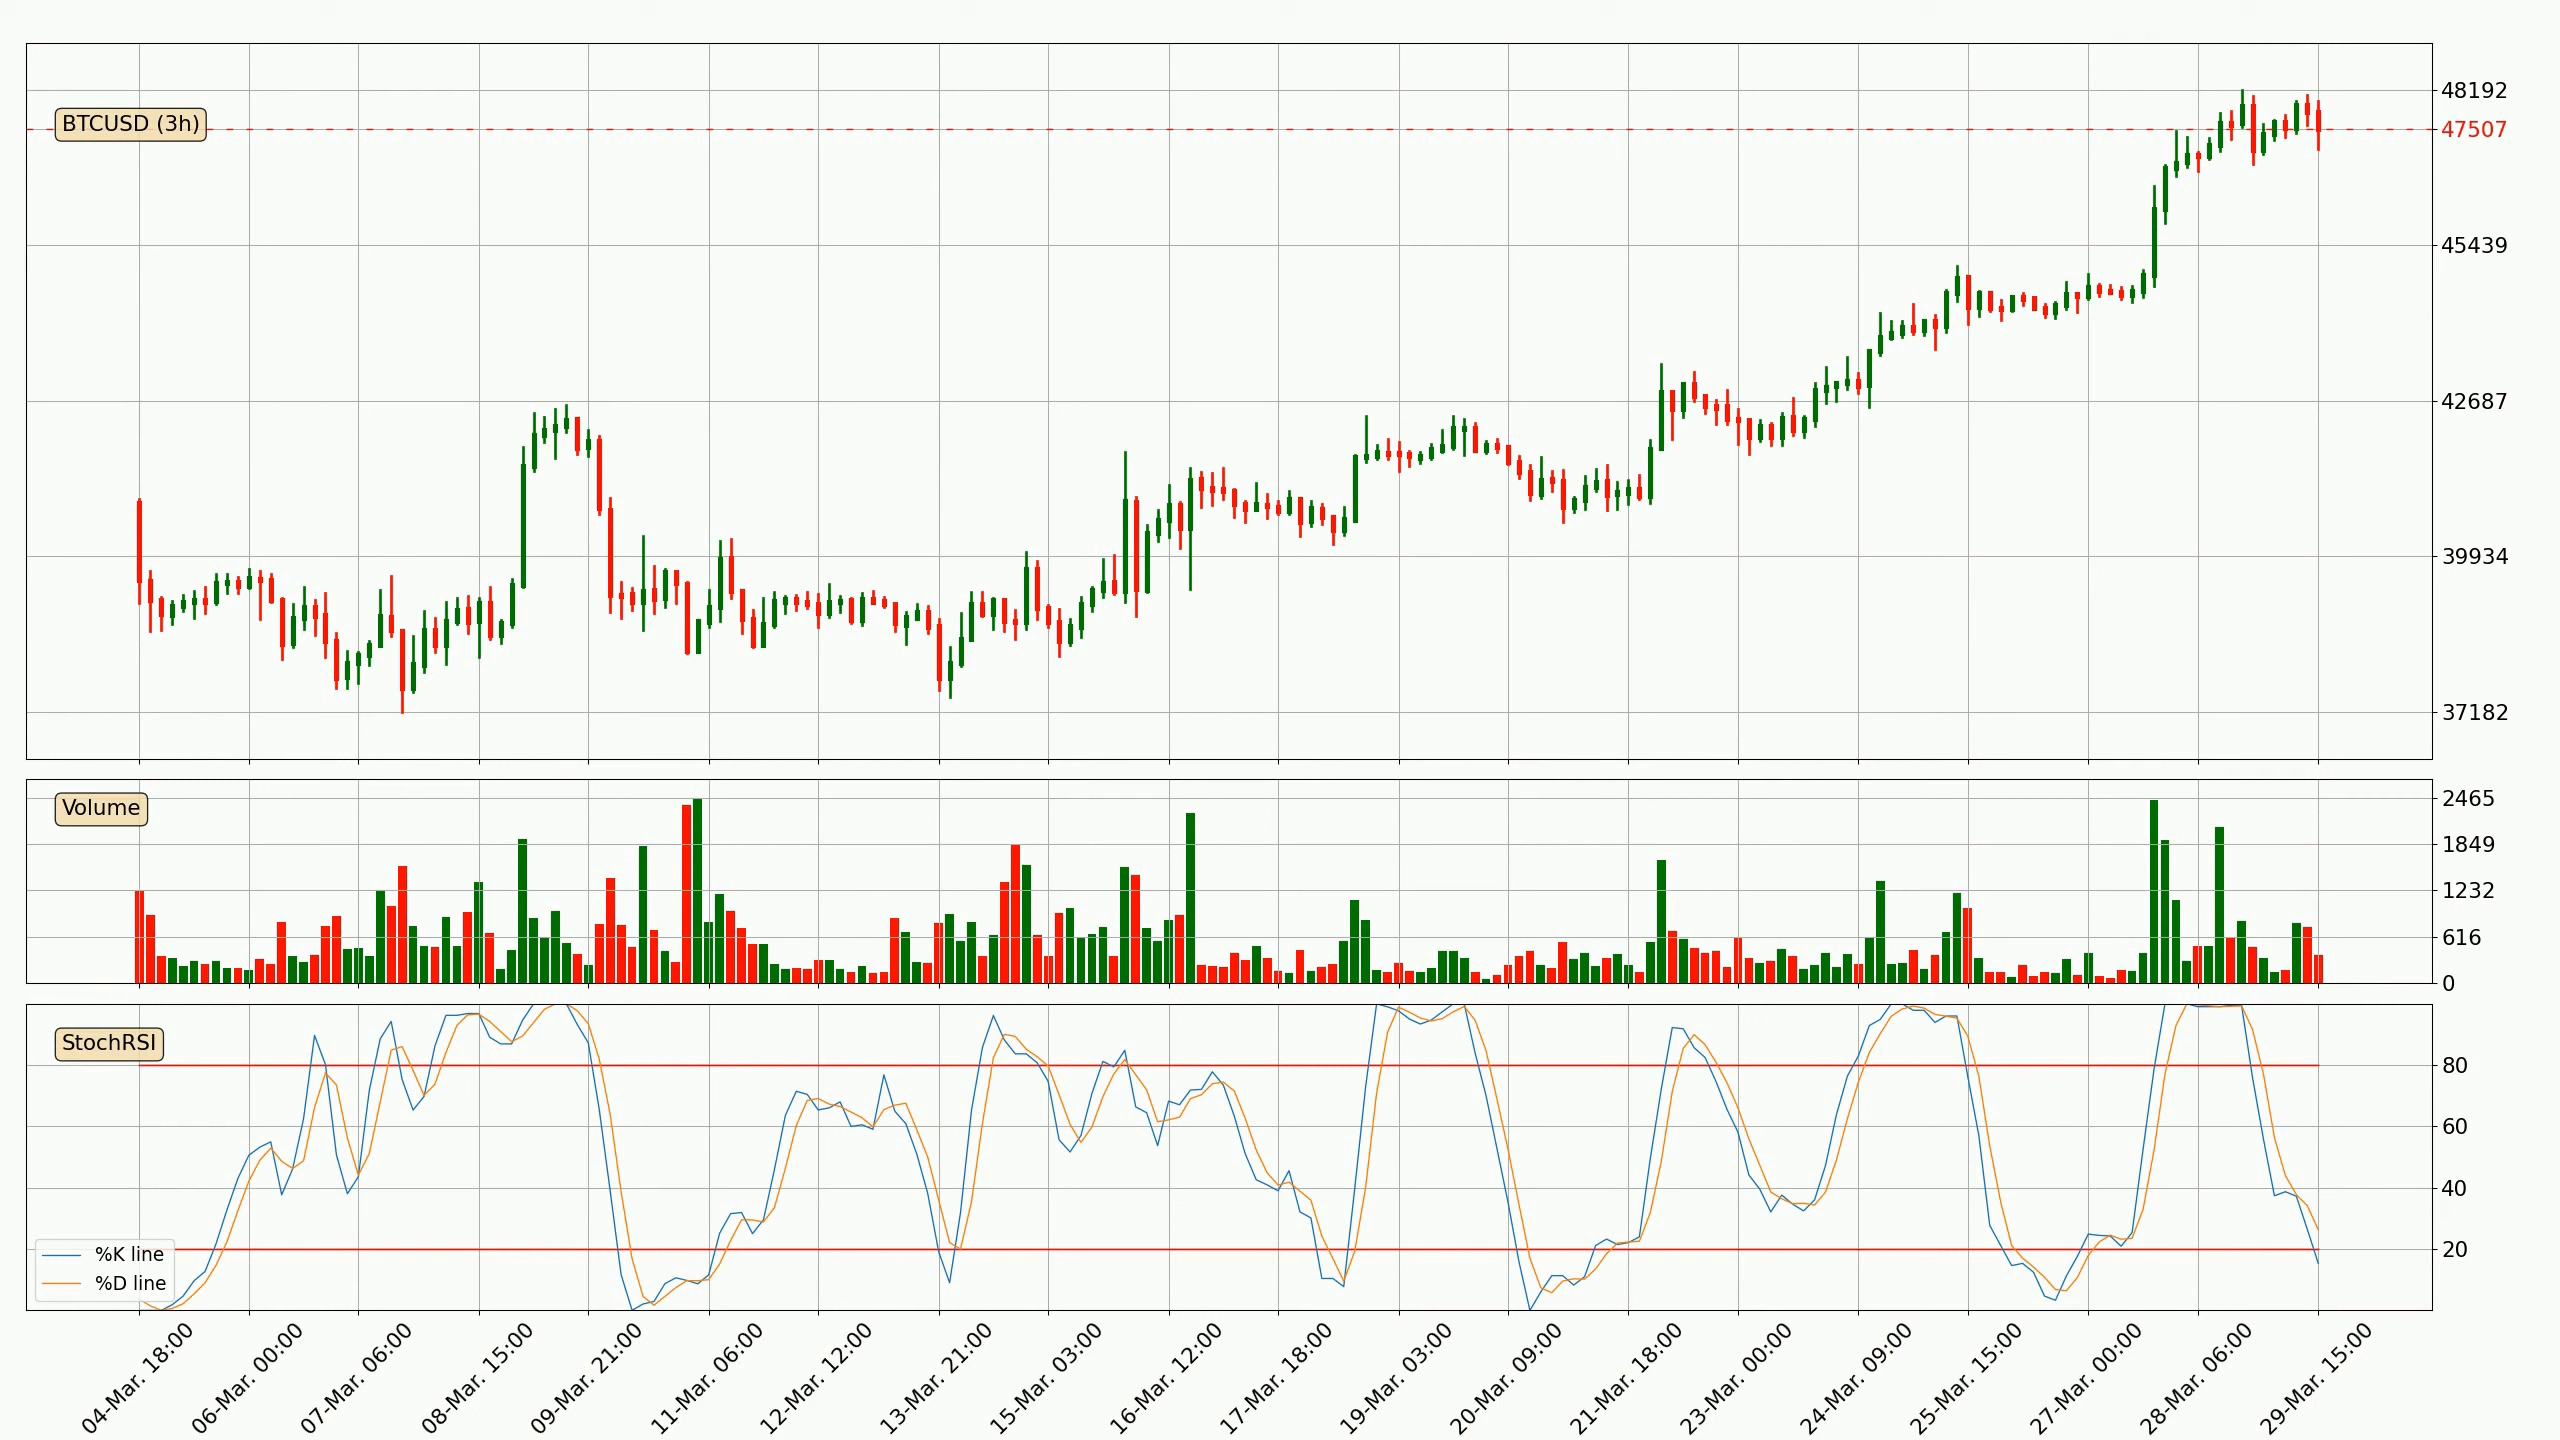 48192
BTCUSD (3h)
47507
45439
42687
39934
37182
Volume
2465
1849
1232
616
0
StochRSI
80
60
40
20
%K line
%D line
04-Mar. 18:00
06-Mar. 00:00
07-Mar. 06:00
08-Mar. 15:00
09-Mar. 21:00
11-Mar. 06:00
12-Mar. 12:00
13-Mar. 21:00
15-Mar. 03:00
16-Mar. 12:00
17-Mar. 18:00
19-Mar. 03:00
20-Mar. 09:00
21-Mar. 18:00
23-Mar. 00:00
24-Mar. 09:00
25-Mar. 15:00
27-Mar. 00:00
28-Mar. 06:00
29-Mar. 15:00